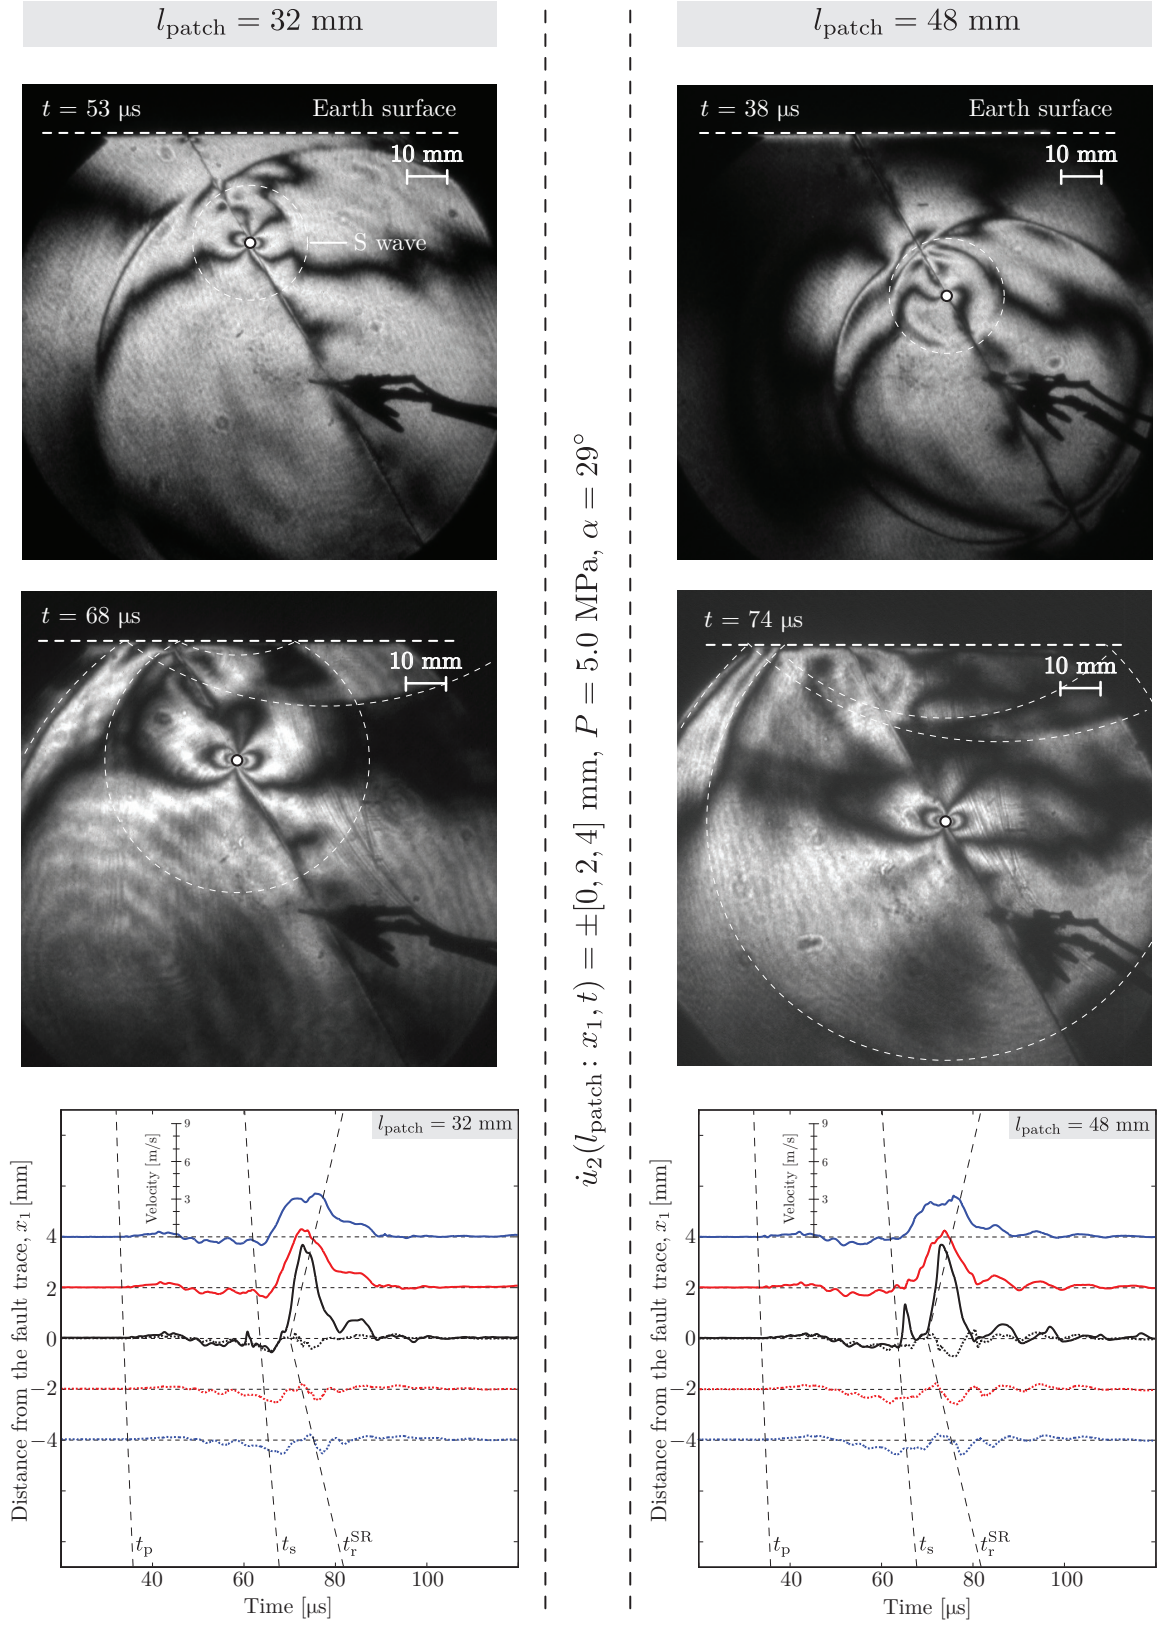 l_patch = 32 mm
l_patch = 48 mm
t = 53 µs
Earth surface
10 mm
S wave
t = 38 µs
Earth surface
10 mm
t = 68 µs
10 mm
t = 74 µs
10 mm
u̇₂(l_patch: x₁, t) = ±[0, 2, 4] mm, P = 5.0 MPa, α = 29°
l_patch = 32 mm
Velocity [m/s]
9
6
3
Distance from the fault trace, x₁ [mm]
4
2
0
−2
−4
t_p
t_s
t_r^SR
40 60 80 100
Time [µs]
l_patch = 48 mm
Velocity [m/s]
9
6
3
Distance from the fault trace, x₁ [mm]
4
2
0
−2
−4
t_p
t_s
t_r^SR
40 60 80 100
Time [µs]